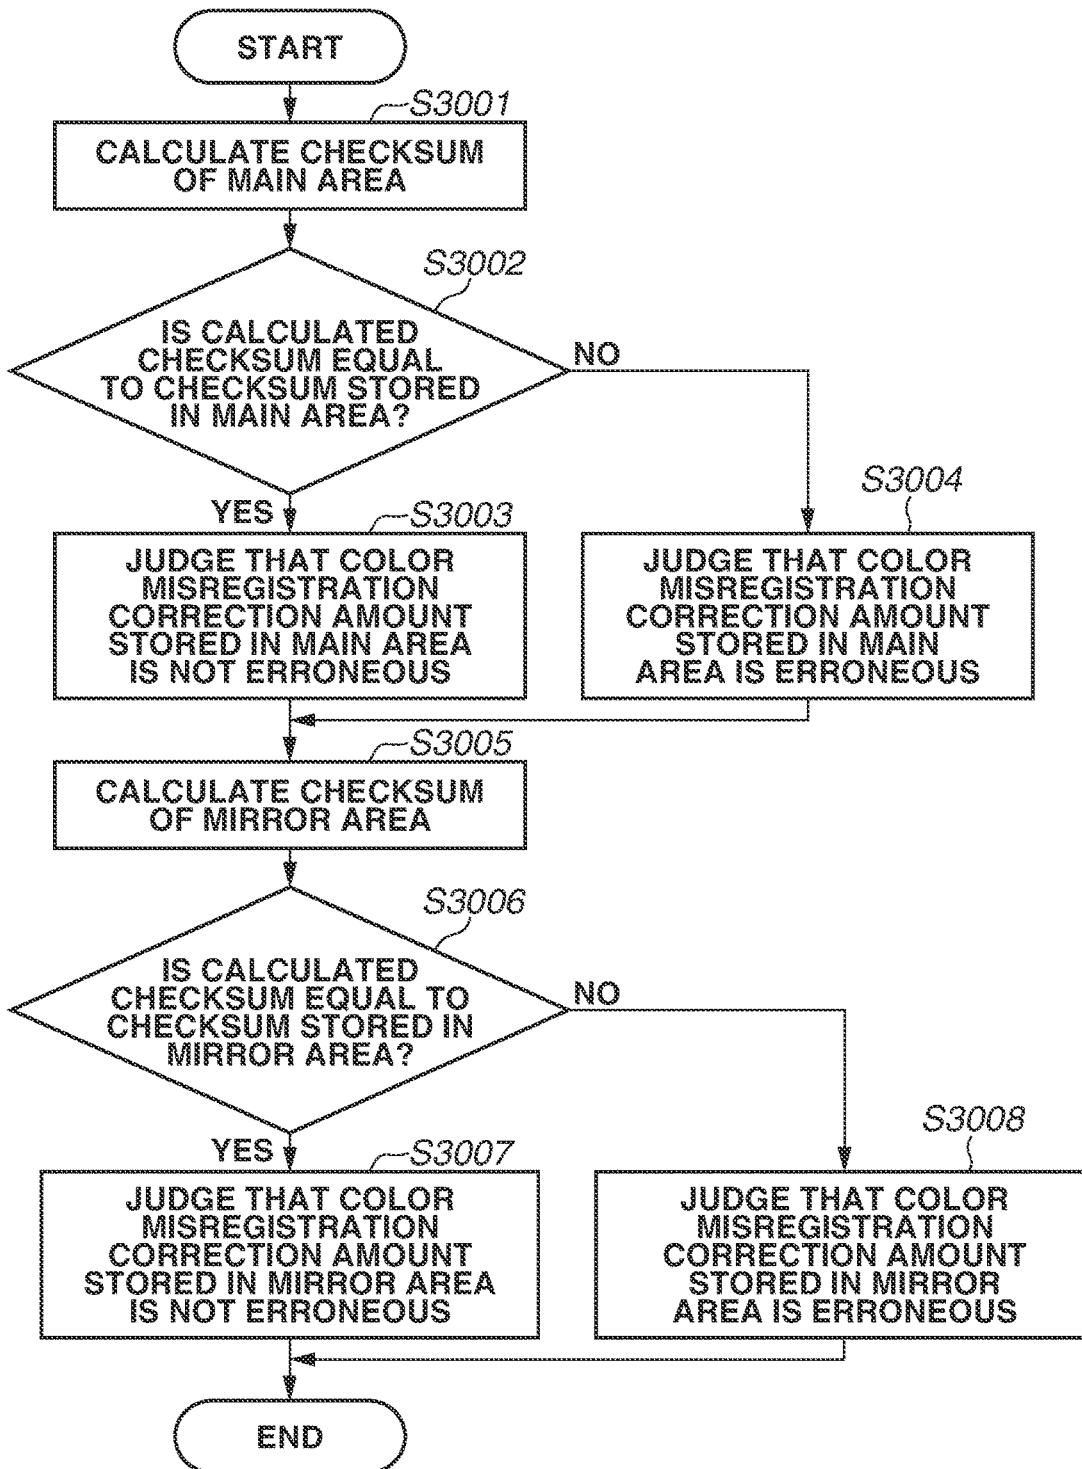 START
S3001
CALCULATE CHECKSUM
OF MAIN AREA
S3002
IS CALCULATED
CHECKSUM EQUAL
TO CHECKSUM STORED
IN MAIN AREA?
NO
YES
S3003
JUDGE THAT COLOR
MISREGISTRATION
CORRECTION AMOUNT
STORED IN MAIN AREA
IS NOT ERRONEOUS
S3004
JUDGE THAT COLOR
MISREGISTRATION
CORRECTION AMOUNT
STORED IN MAIN
AREA IS ERRONEOUS
S3005
CALCULATE CHECKSUM
OF MIRROR AREA
S3006
IS CALCULATED
CHECKSUM EQUAL TO
CHECKSUM STORED IN
MIRROR AREA?
NO
YES
S3007
JUDGE THAT COLOR
MISREGISTRATION
CORRECTION AMOUNT
STORED IN MIRROR AREA
IS NOT ERRONEOUS
S3008
JUDGE THAT COLOR
MISREGISTRATION
CORRECTION AMOUNT
STORED IN MIRROR
AREA IS ERRONEOUS
END